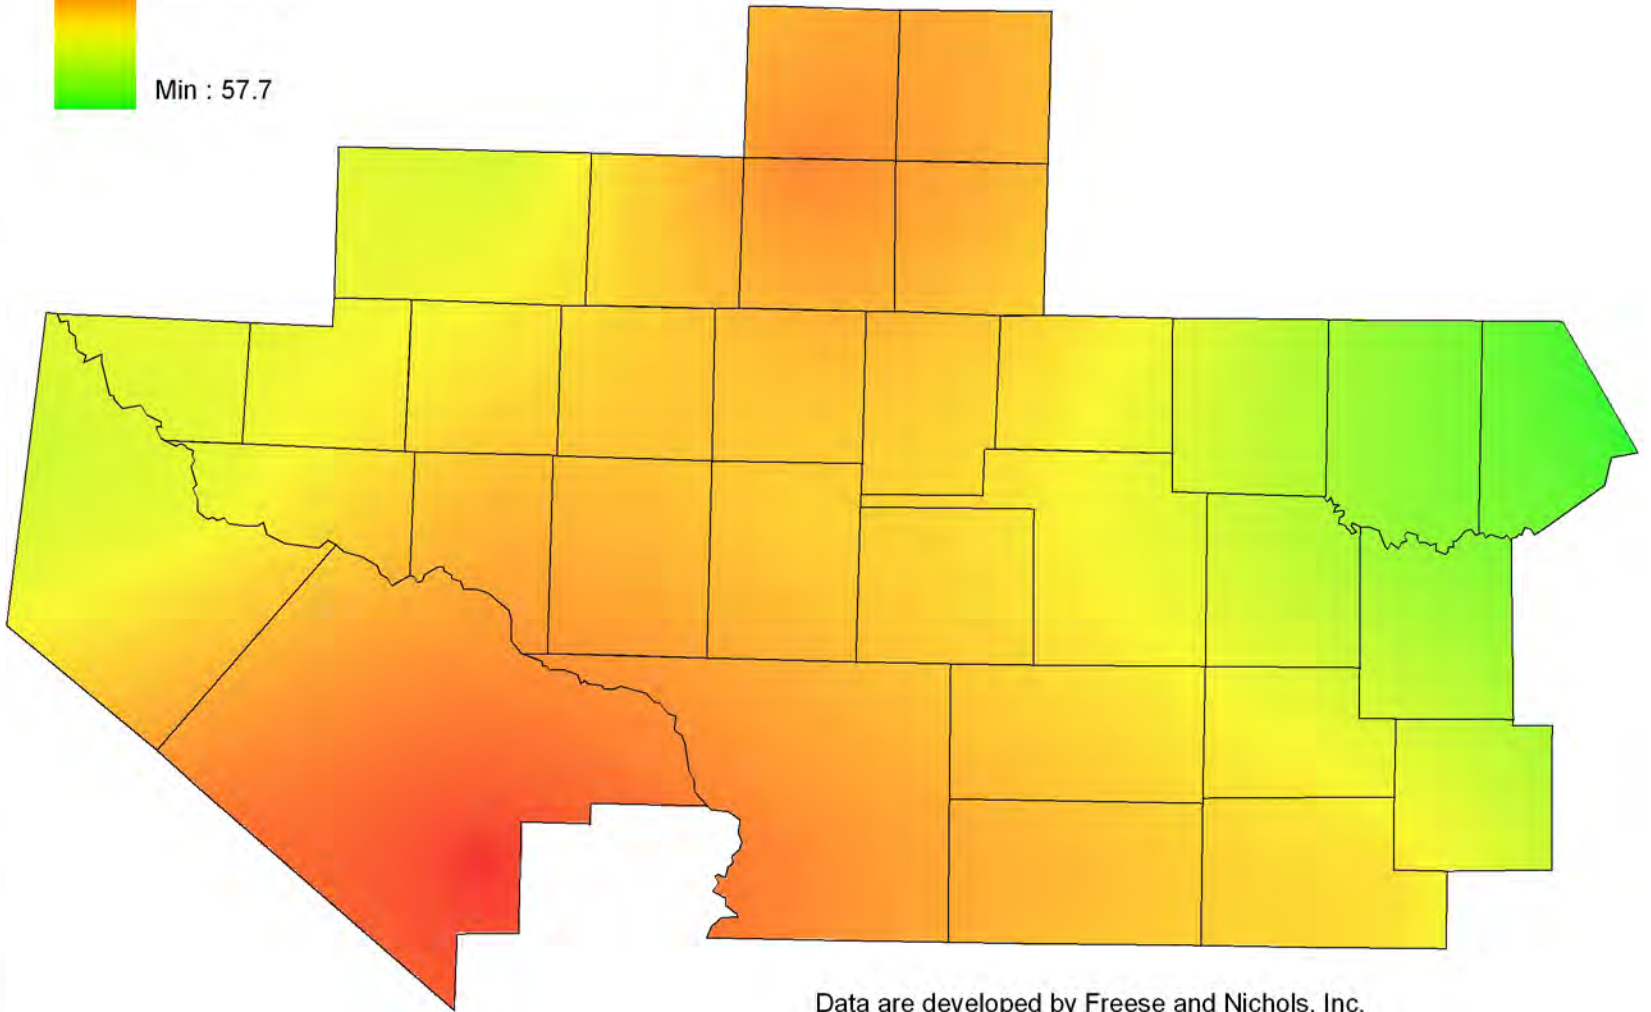 Min : 57.7
Data are developed by Freese and Nichols, Inc.